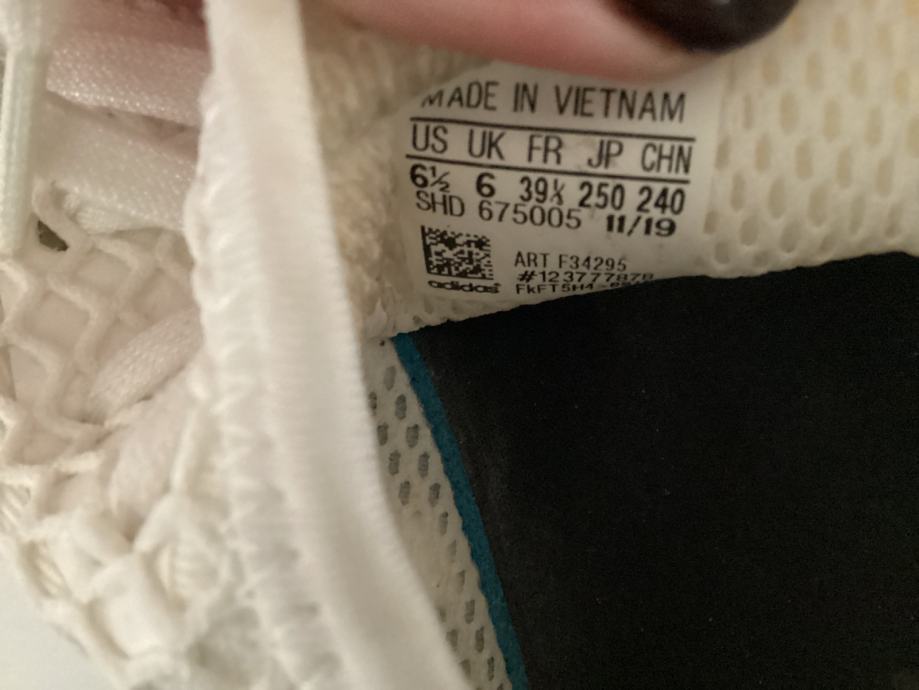 MADE IN VIETNAM
US UK FR JP CHN
6½ 6 39⅓ 250 240
SHD 675005 11/19
ART F34295
#123777878
adidas